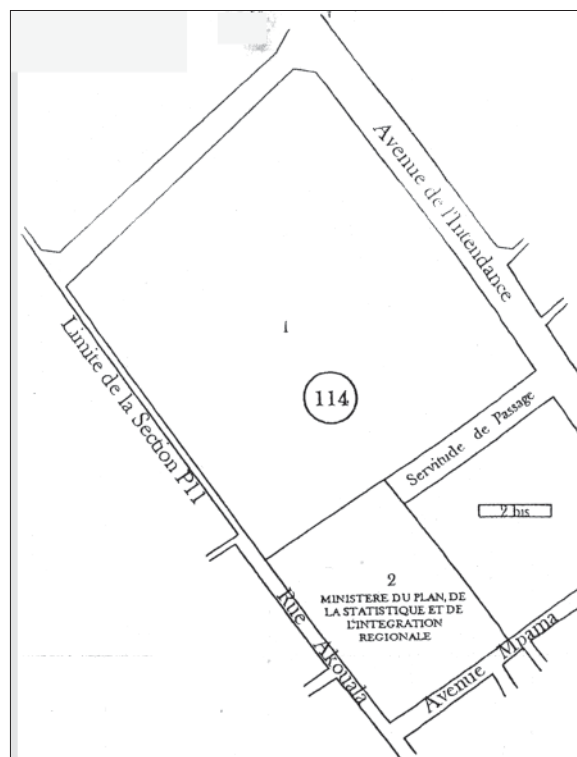 Avenue de l'Intendance
1
114
Limite de la Section P11
Servitude de Passage
2 bis
2
MINISTERE DU PLAN, DE
LA STATISTIQUE ET DE
L'INTEGRATION
REGIONALE
Rue Akouala
Avenue Mpama